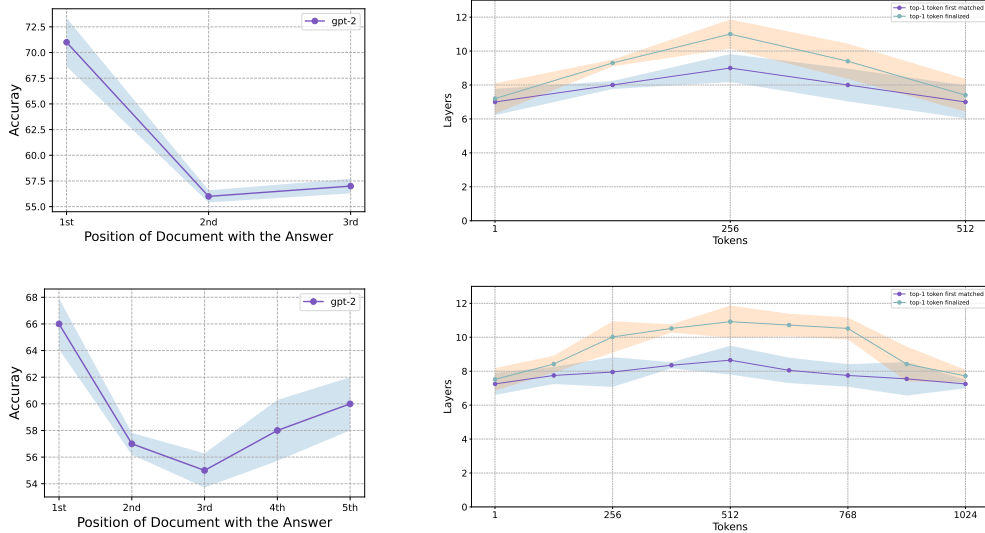 gpt-2
72.5
70.0
67.5
65.0
62.5
60.0
57.5
55.0
Accuray
1st 2nd 3rd
Position of Document with the Answer
top-1 token first matched
top-1 token finalized
12
10
8
6
4
2
0
Layers
1 256 512
Tokens
gpt-2
68
66
64
62
60
58
56
54
Accuray
1st 2nd 3rd 4th 5th
Position of Document with the Answer
top-1 token first matched
top-1 token finalized
12
10
8
6
4
2
0
Layers
1 256 512 768 1024
Tokens